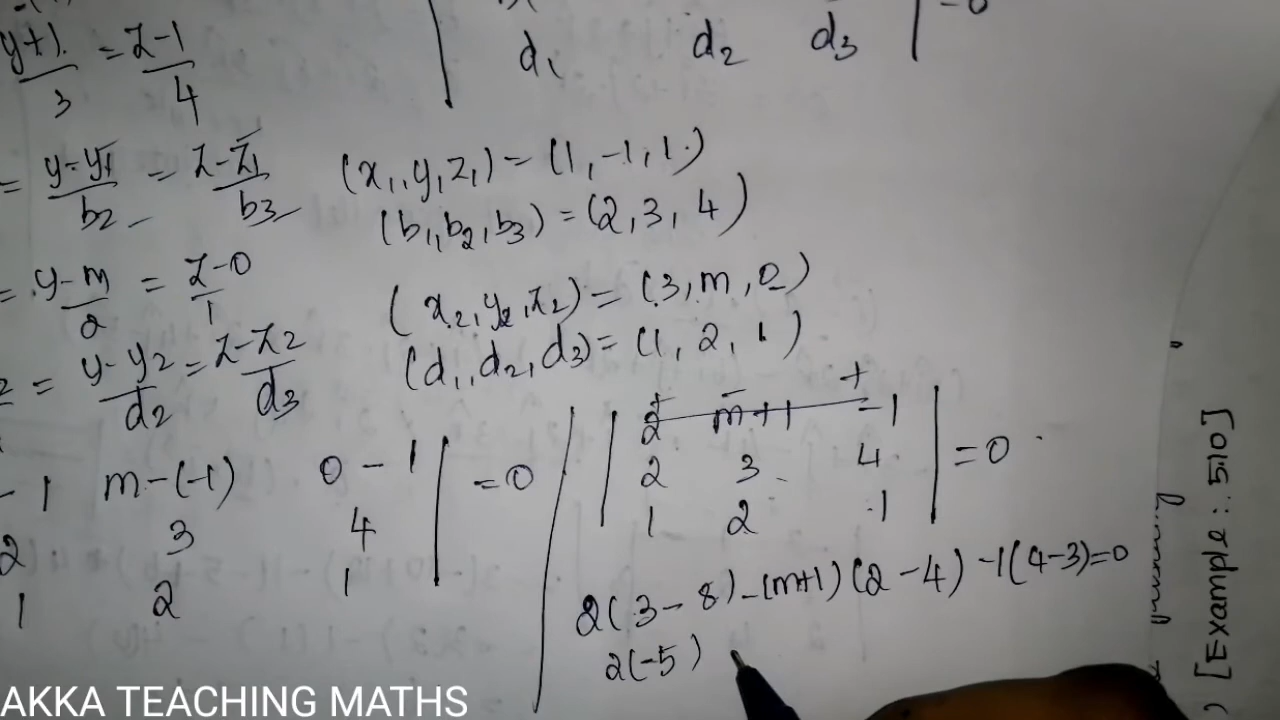 y+1/3 = z-1/4
d₁ d₂ d₃ | = 0
= y-y₁/b₂ = z-z₁/b₃ (x₁,y₁z₁) = (1,-1,1)
(b₁,b₂,b₃) = (2,3,4)
= y-m/2 = z-0/1 (x₂,y₂,z₂) = (3,m,0)
= y-y₂/d₂ = z-z₂/d₃ (d₁,d₂,d₃) = (1,2,1)
-1 m-(-1) 0-1 | = 0
2 3 4
1 2 1
+ - +
| 2 m+1 -1 |
| 2 3 4 | = 0
| 1 2 1 |
2(3-8)-(m+1)(2-4)-1(4-3)=0
2(-5)
[Example: 5.10]
AKKA TEACHING MATHS